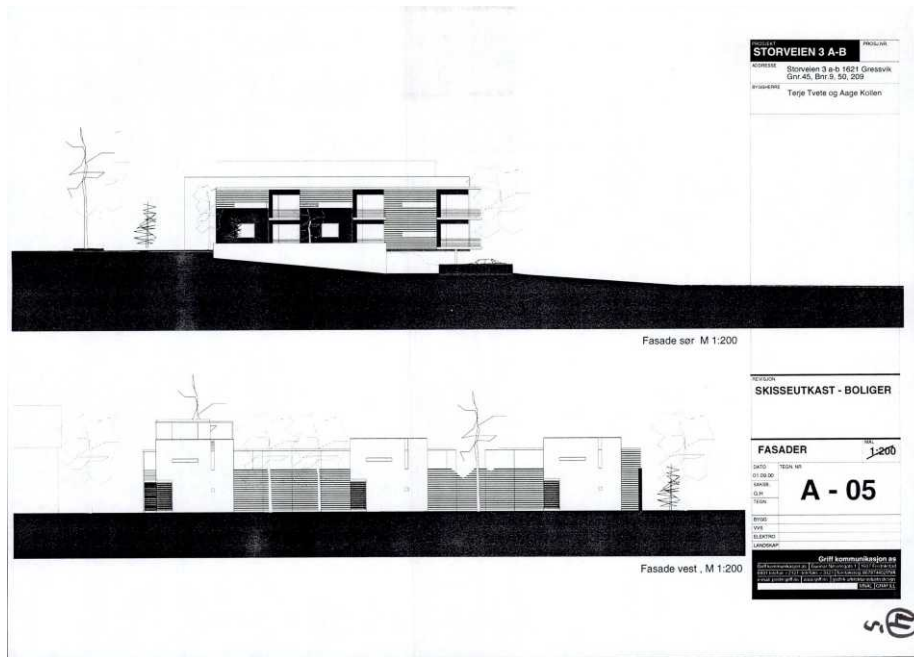 PROSJEKT
PROSJ.NR.
STORVEIEN 3 A-B
ADRESSE
Storveien 3 a-b 1621 Gressvik
Gnr.45, Bnr.9, 50, 209
BYGGHERRE
Terje Tvete og Aage Kollen
Fasade sør M 1:200
REVISJON
SKISSEUTKAST - BOLIGER
FASADER
MÅL
1:200
DATO
TEGN. NR
01.09.00
SAKSB.
A - 05
TEGN.
BYGG
VVS
ELEKTRO
LANDSKAP
Fasade vest , M 1:200
Griff kommunikasjon as